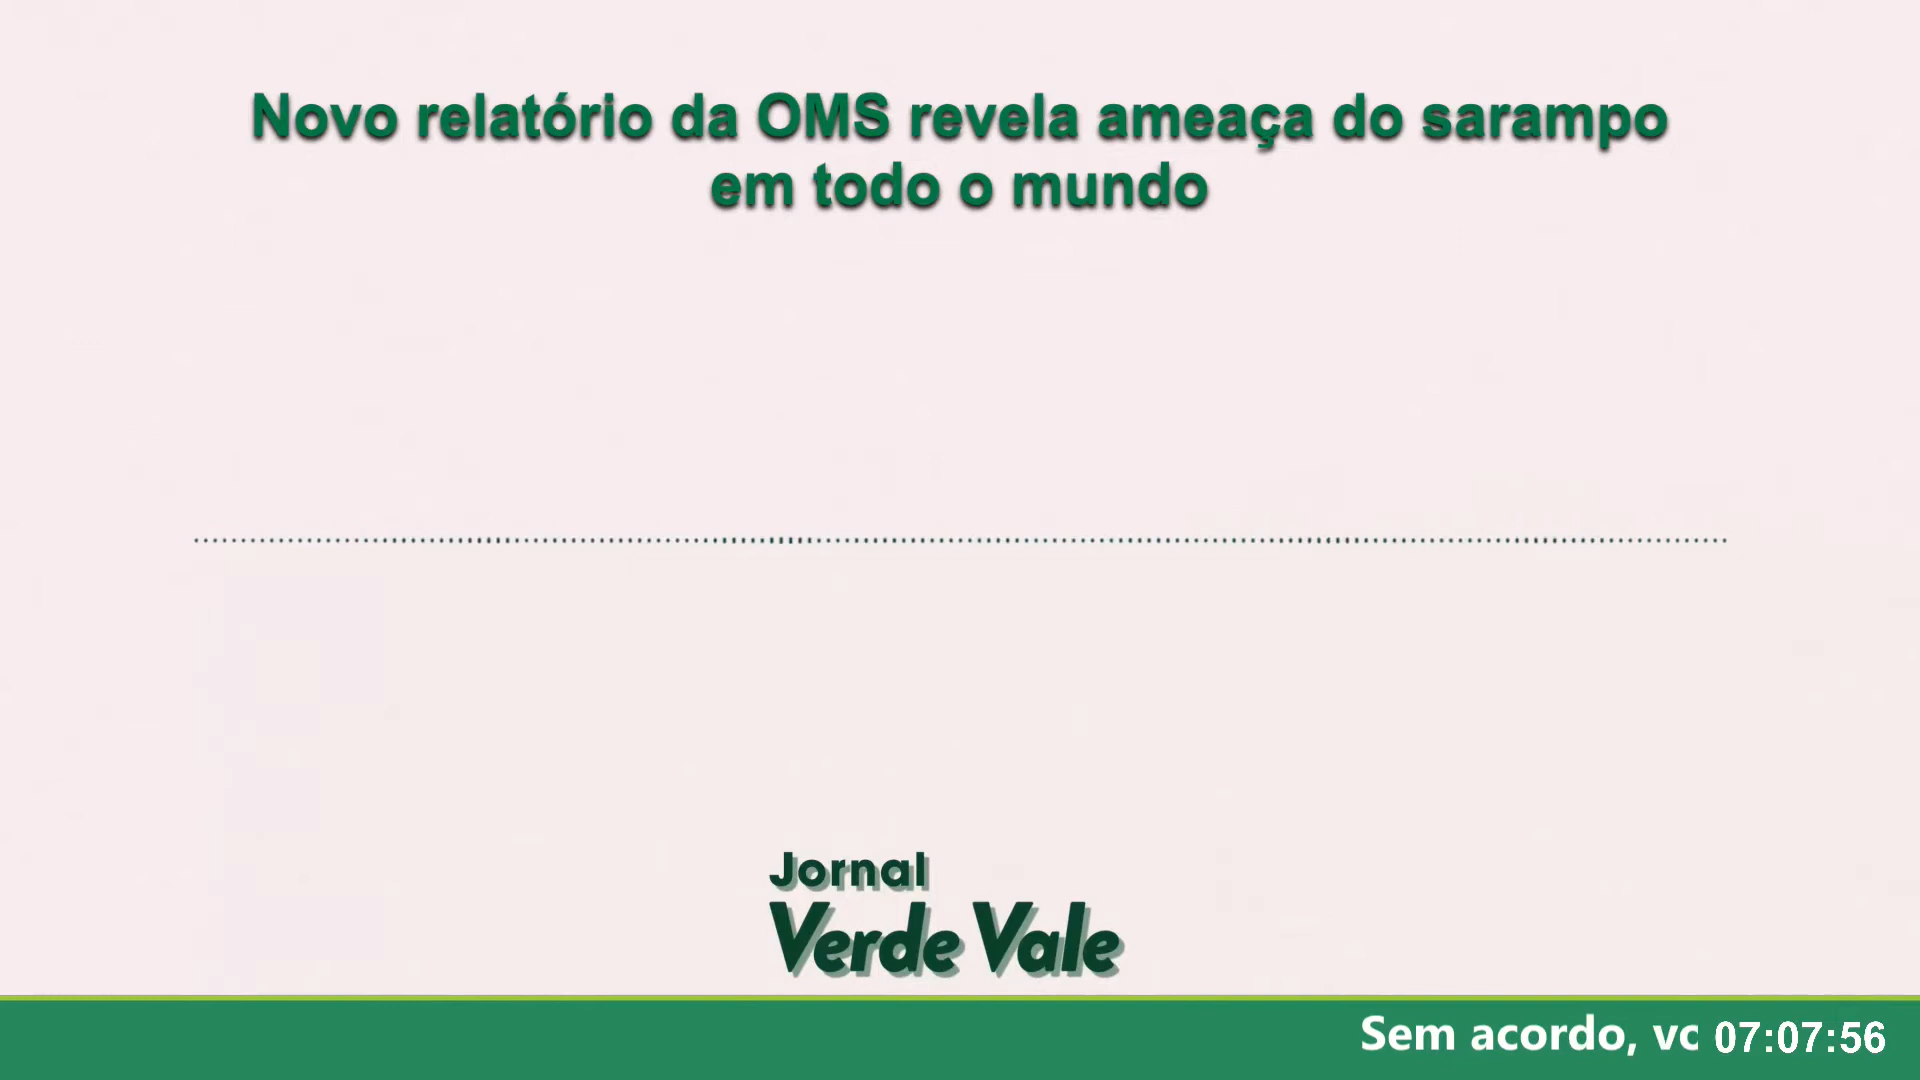 Novo relatório da OMS revela ameaça do sarampo
em todo o mundo
Jornal
Verde Vale
Sem acordo, 07:07:56